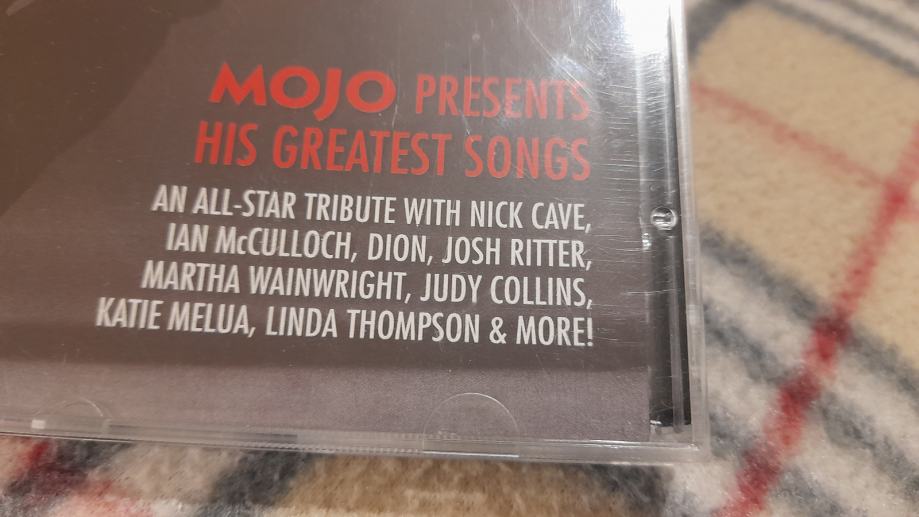 MOJO PRESENTS
HIS GREATEST SONGS
AN ALL-STAR TRIBUTE WITH NICK CAVE,
IAN McCULLOCH, DION, JOSH RITTER,
MARTHA WAINWRIGHT, JUDY COLLINS,
KATIE MELUA, LINDA THOMPSON & MORE!